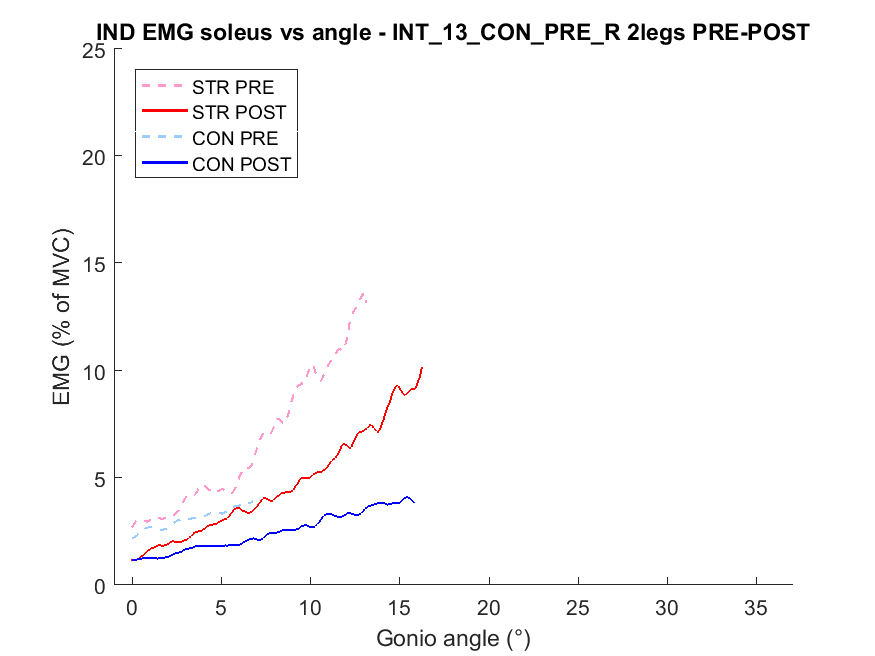 IND EMG soleus vs angle - INT_13_CON_PRE_R 2legs PRE-POST
25
20
15
10
5
0
EMG (% of MVC)
STR PRE
STR POST
CON PRE
CON POST
0 5 10 15 20 25 30 35
Gonio angle (°)